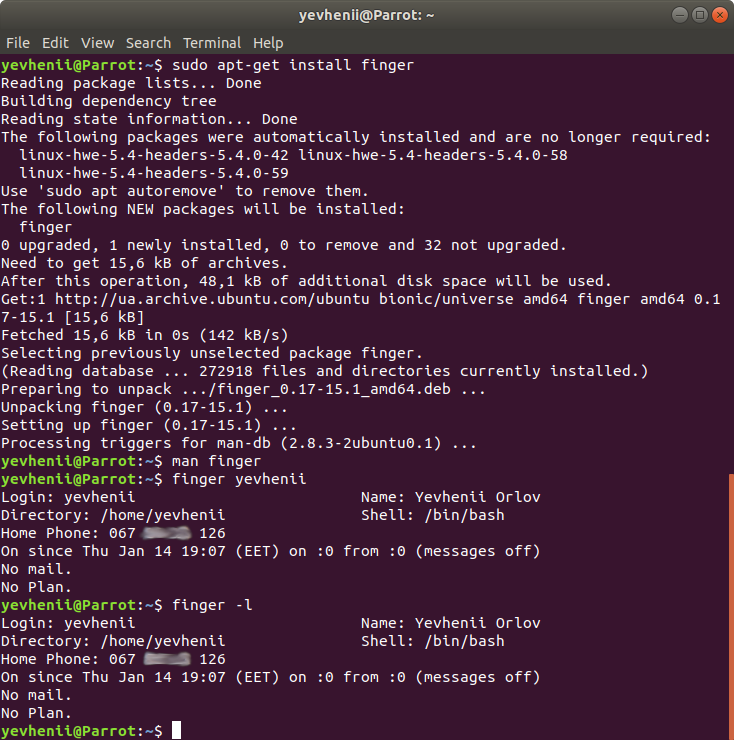 yevhenii@Parrot: ~
File Edit View Search Terminal Help
yevhenii@Parrot:~$ sudo apt-get install finger
Reading package lists... Done
Building dependency tree
Reading state information... Done
The following packages were automatically installed and are no longer required:
  linux-hwe-5.4-headers-5.4.0-42 linux-hwe-5.4-headers-5.4.0-58
  linux-hwe-5.4-headers-5.4.0-59
Use 'sudo apt autoremove' to remove them.
The following NEW packages will be installed:
  finger
0 upgraded, 1 newly installed, 0 to remove and 32 not upgraded.
Need to get 15,6 kB of archives.
After this operation, 48,1 kB of additional disk space will be used.
Get:1 http://ua.archive.ubuntu.com/ubuntu bionic/universe amd64 finger amd64 0.1
7-15.1 [15,6 kB]
Fetched 15,6 kB in 0s (142 kB/s)
Selecting previously unselected package finger.
(Reading database ... 272918 files and directories currently installed.)
Preparing to unpack .../finger_0.17-15.1_amd64.deb ...
Unpacking finger (0.17-15.1) ...
Setting up finger (0.17-15.1) ...
Processing triggers for man-db (2.8.3-2ubuntu0.1) ...
yevhenii@Parrot:~$ man finger
yevhenii@Parrot:~$ finger yevhenii
Login: yevhenii                         Name: Yevhenii Orlov
Directory: /home/yevhenii               Shell: /bin/bash
Home Phone: 067 126
On since Thu Jan 14 19:07 (EET) on :0 from :0 (messages off)
No mail.
No Plan.
yevhenii@Parrot:~$ finger -l
Login: yevhenii                         Name: Yevhenii Orlov
Directory: /home/yevhenii               Shell: /bin/bash
Home Phone: 067 126
On since Thu Jan 14 19:07 (EET) on :0 from :0 (messages off)
No mail.
No Plan.
yevhenii@Parrot:~$